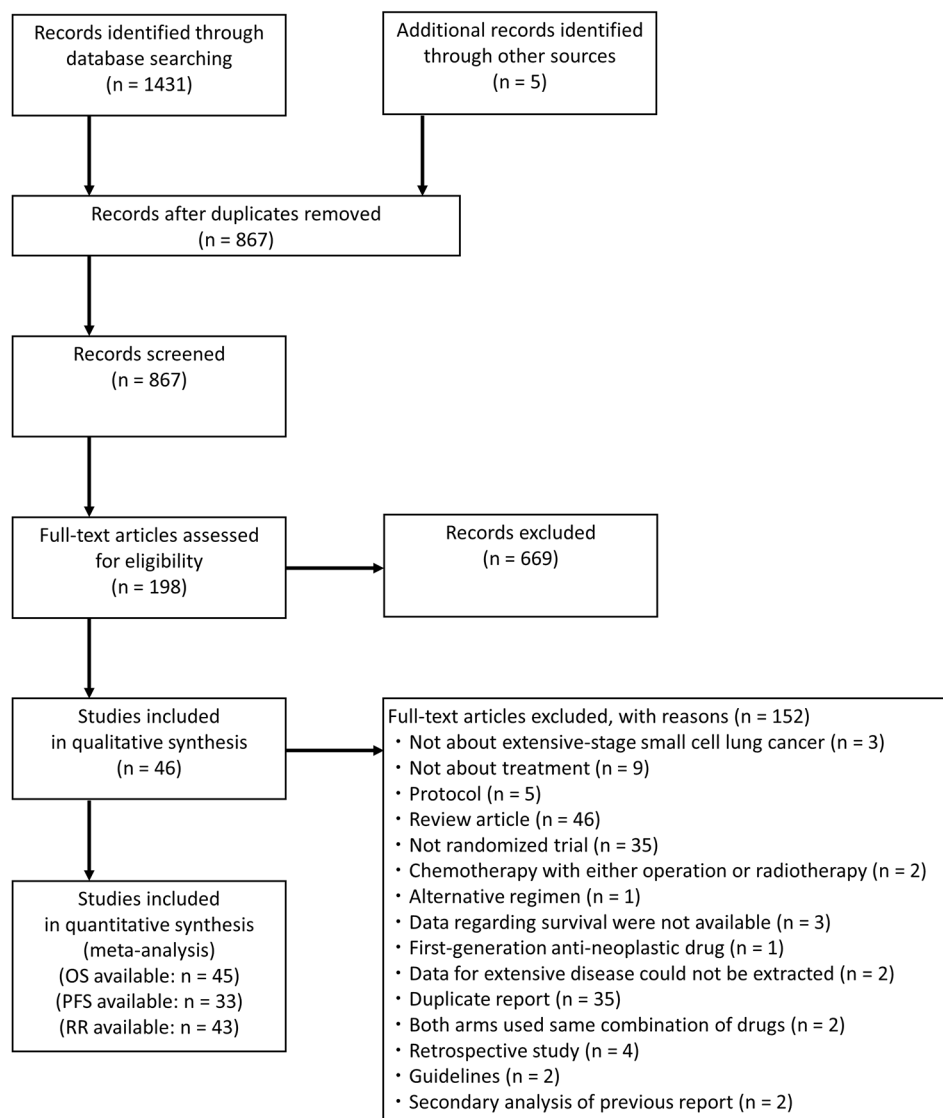 Records identified through
database searching
(n = 1431)
Additional records identified
through other sources
(n = 5)
Records after duplicates removed
(n = 867)
Records screened
(n = 867)
Full-text articles assessed
for eligibility
(n = 198)
Records excluded
(n = 669)
Studies included
in qualitative synthesis
(n = 46)
Full-text articles excluded, with reasons (n = 152)
・Not about extensive-stage small cell lung cancer (n = 3)
・Not about treatment (n = 9)
・Protocol (n = 5)
・Review article (n = 46)
・Not randomized trial (n = 35)
・Chemotherapy with either operation or radiotherapy (n = 2)
・Alternative regimen (n = 1)
・Data regarding survival were not available (n = 3)
・First-generation anti-neoplastic drug (n = 1)
・Data for extensive disease could not be extracted (n = 2)
・Duplicate report (n = 35)
・Both arms used same combination of drugs (n = 2)
・Retrospective study (n = 4)
・Guidelines (n = 2)
・Secondary analysis of previous report (n = 2)
Studies included
in quantitative synthesis
(meta-analysis)
(OS available: n = 45)
(PFS available: n = 33)
(RR available: n = 43)